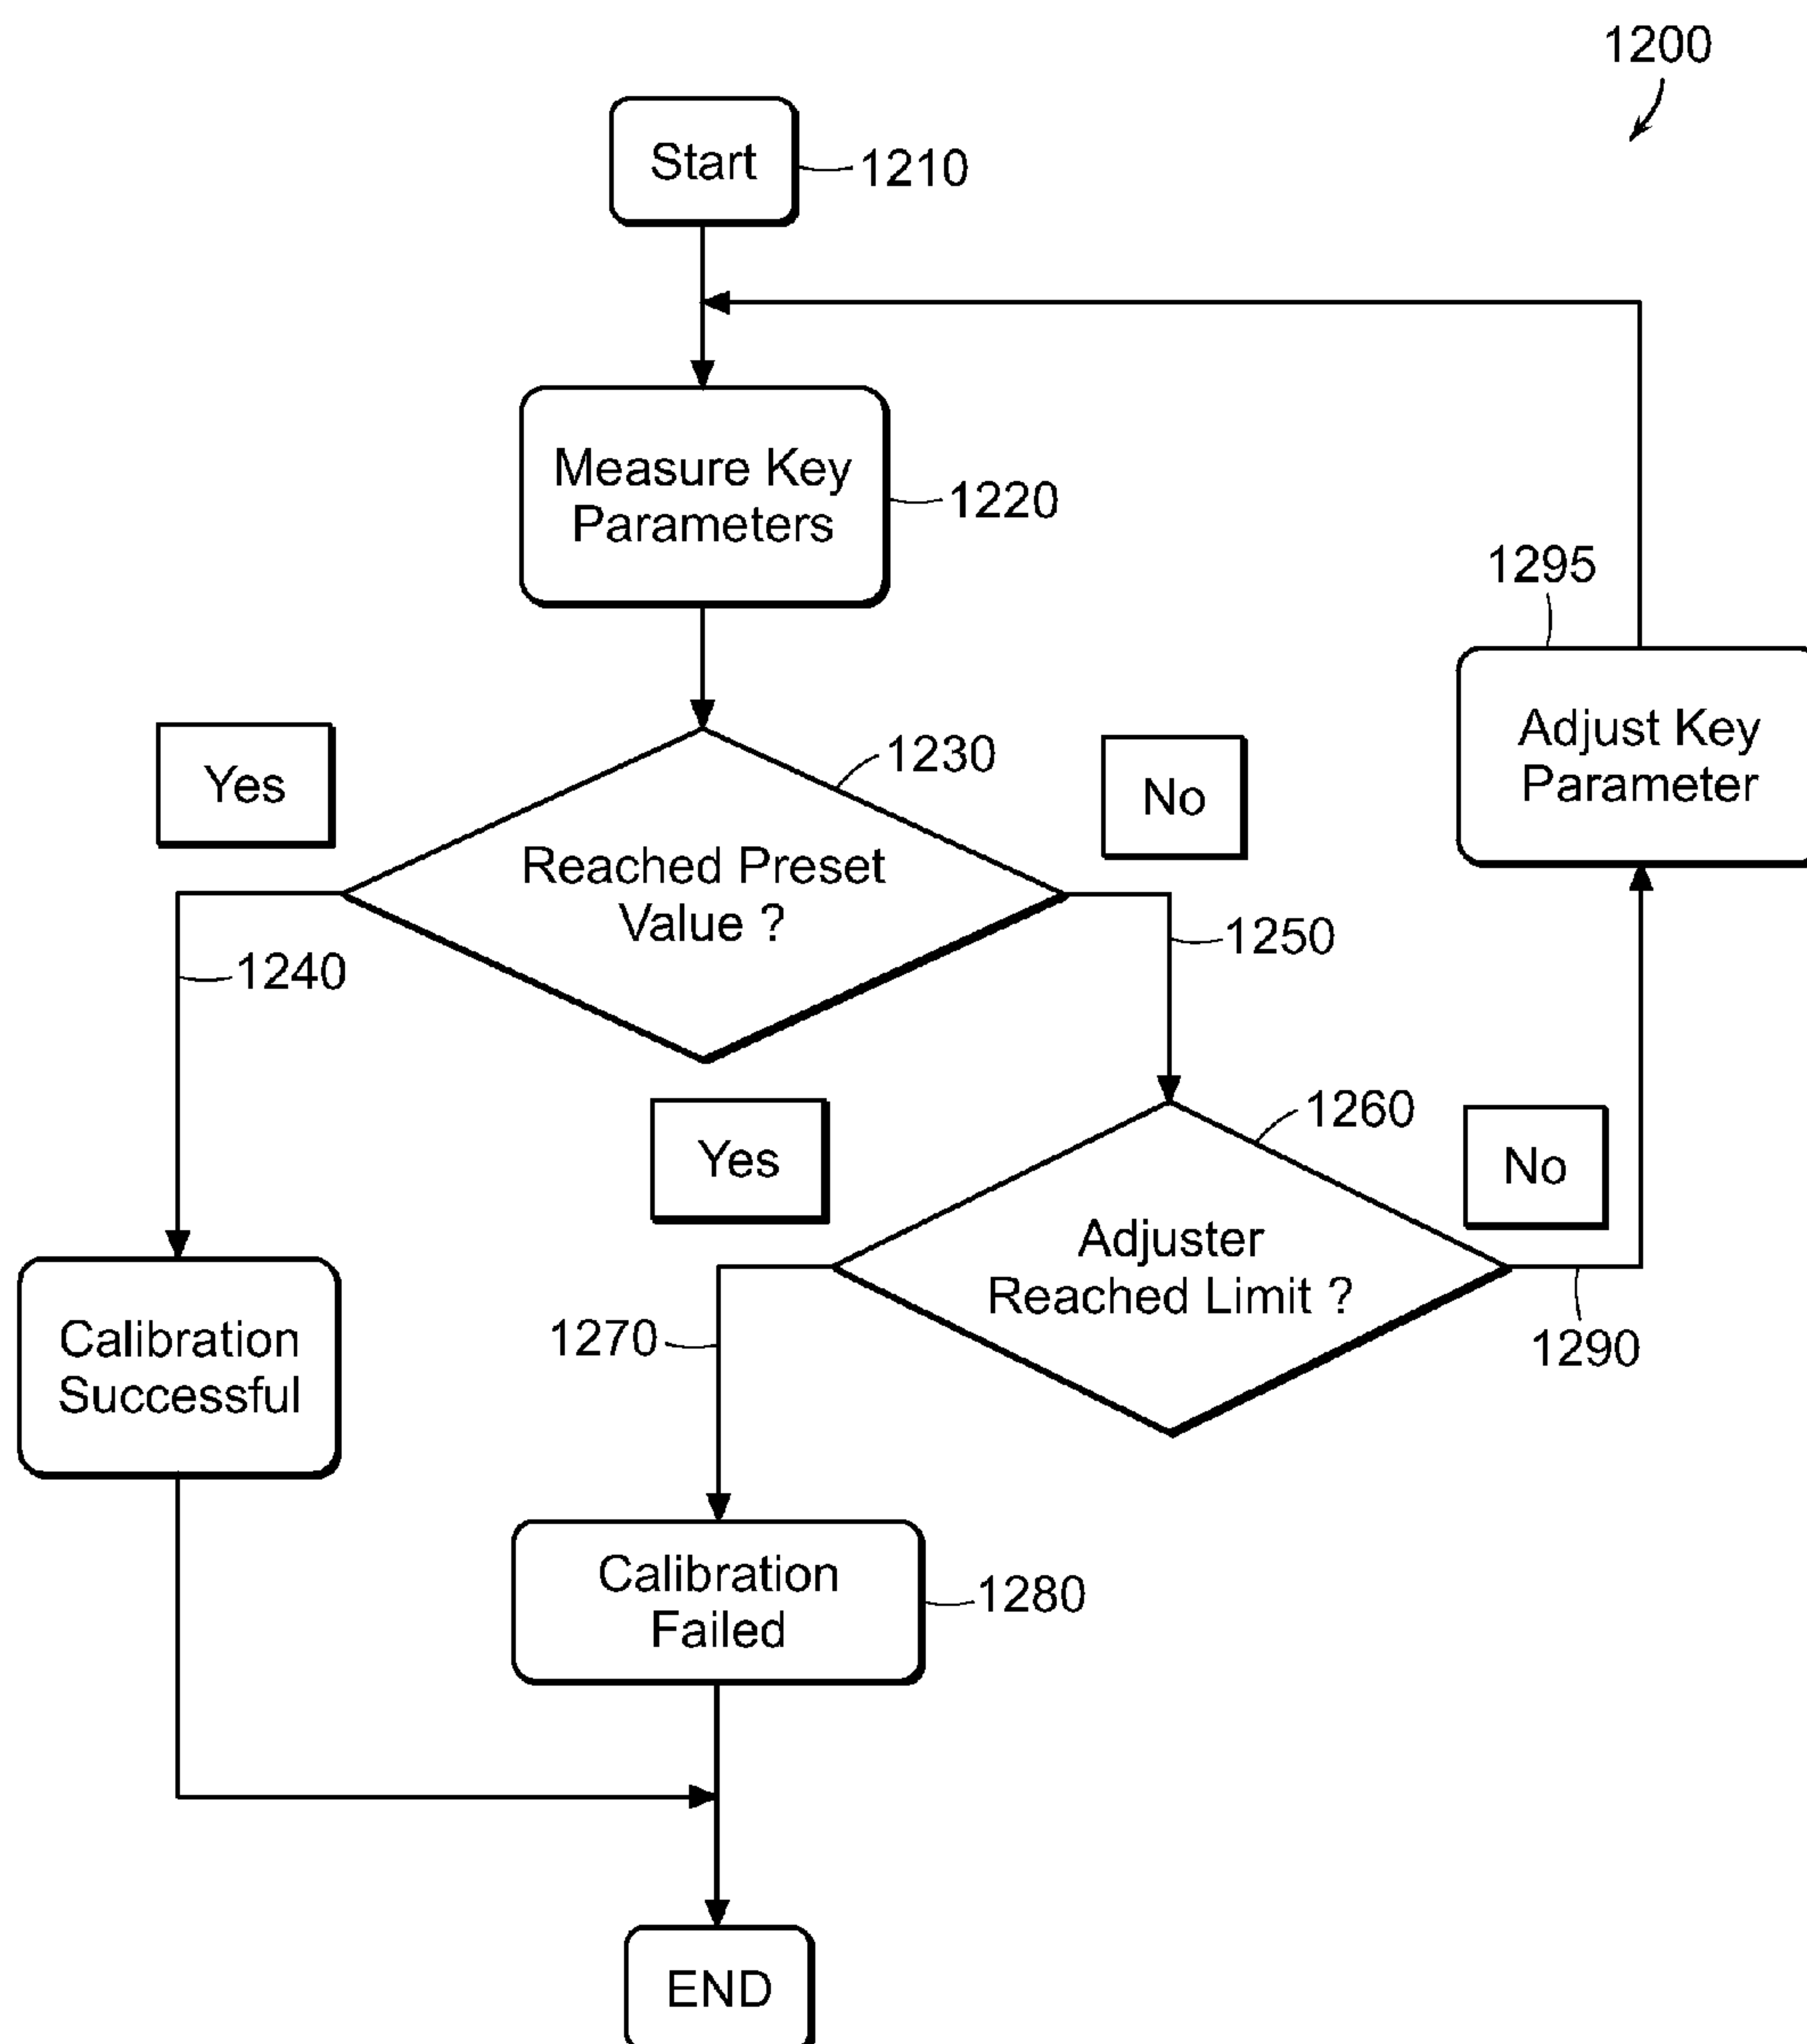 1200
Start
1210
Measure Key
Parameters
1220
1295
Adjust Key
Parameter
Yes
1230
No
Reached Preset
Value ?
1240
1250
Yes
1260
No
Adjuster
Reached Limit ?
1270
1290
Calibration
Successful
Calibration
Failed
1280
END